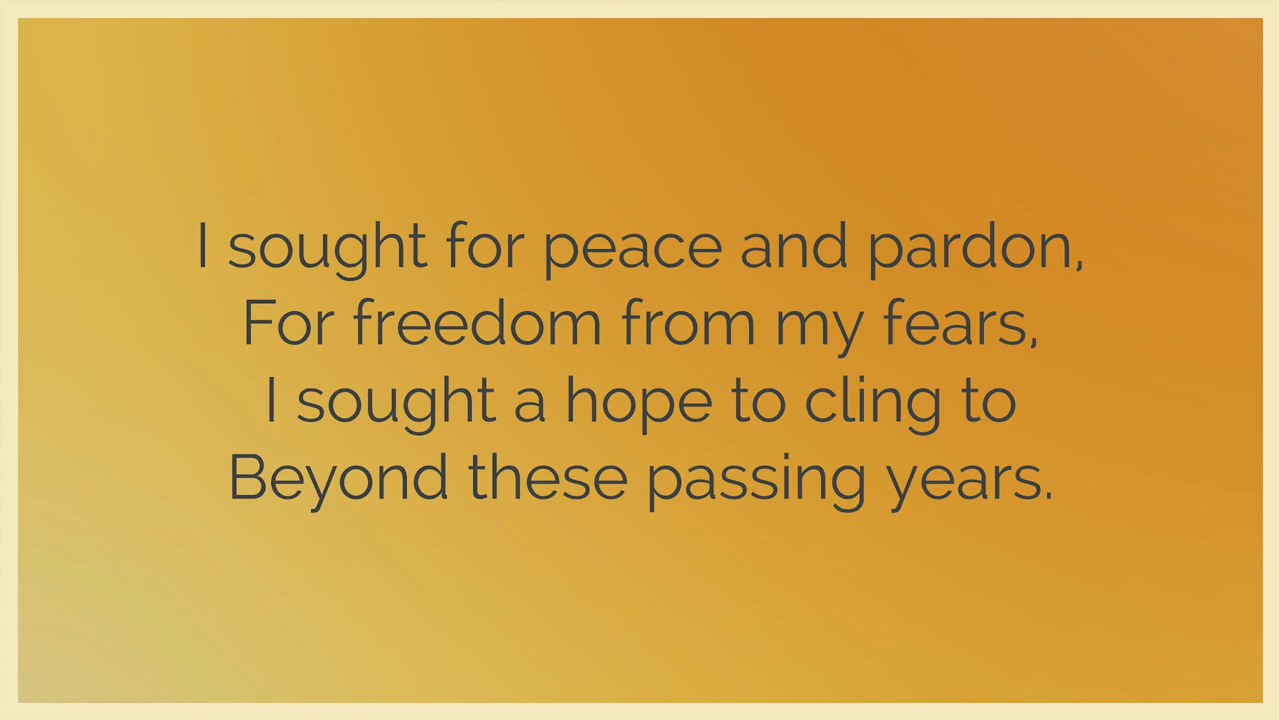 I sought for peace and pardon,
For freedom from my fears,
I sought a hope to cling to
Beyond these passing years.